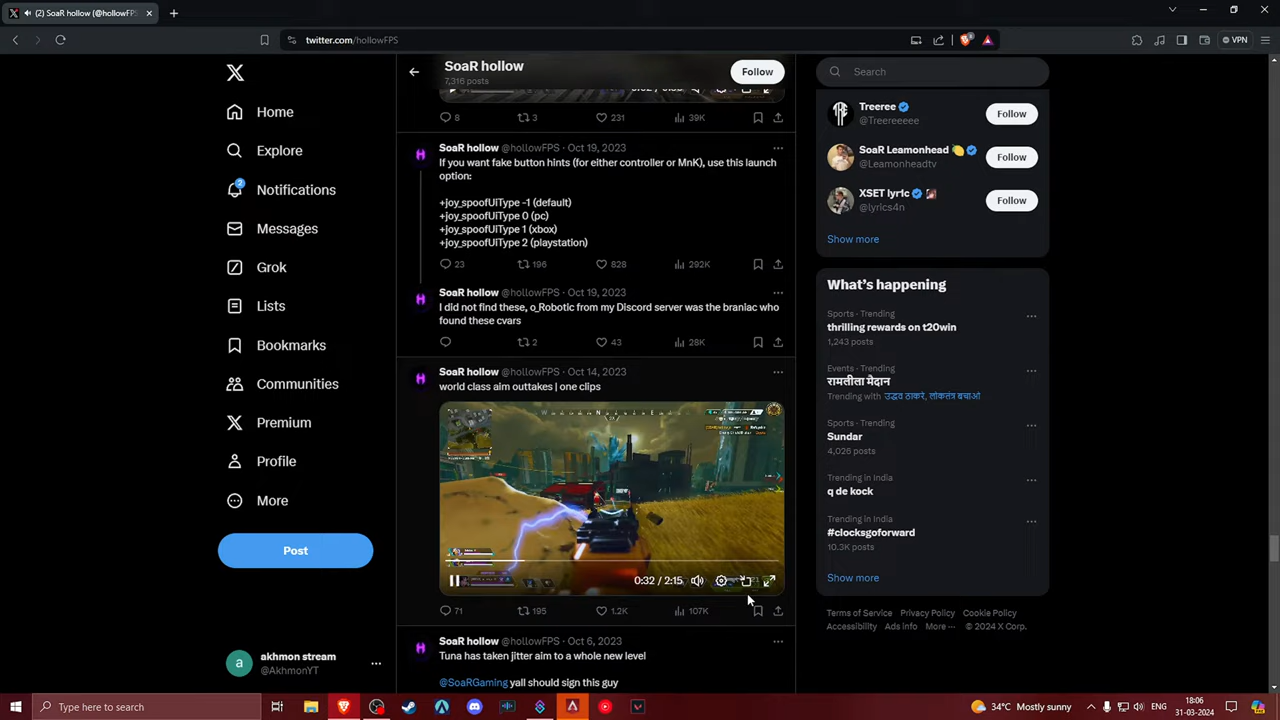 (2) SoaR hollow (@hollowFPS
twitter.com/hollowFPS
VPN
SoaR hollow
7,316 posts
Follow
Search
Home
Explore
2
Notifications
Messages
Grok
Lists
Bookmarks
Communities
Premium
Profile
More
Post
akhmon stream
@AkhmonYT
8
3
231
39K
SoaR hollow @hollowFPS · Oct 19, 2023
If you want fake button hints (for either controller or MnK), use this launch
option:
+joy_spoofUiType -1 (default)
+joy_spoofUiType 0 (pc)
+joy_spoofUiType 1 (xbox)
+joy_spoofUiType 2 (playstation)
23
196
828
292K
SoaR hollow @hollowFPS · Oct 19, 2023
I did not find these, o_Robotic from my Discord server was the braniac who
found these cvars
2
43
28K
SoaR hollow @hollowFPS · Oct 14, 2023
world class aim outtakes | one clips
0:32 / 2:15
71
195
1.2K
107K
SoaR hollow @hollowFPS · Oct 6, 2023
Tuna has taken jitter aim to a whole new level
@SoaRGaming yall should sign this guy
Treeree
@Treereeeee
Follow
SoaR Leamonhead
@Leamonheadtv
Follow
XSET lyr1c
@lyrics4n
Follow
Show more
What's happening
Sports · Trending
thrilling rewards on t20win
1,243 posts
Events · Trending
रामलीला मैदान
Trending with उद्धव ठाकरे, लोकतंत्र बचाओ
Sports · Trending
Sundar
4,026 posts
Trending in India
q de kock
Trending in India
#clocksgoforward
10.3K posts
Show more
Terms of Service Privacy Policy Cookie Policy
Accessibility Ads info More ··· © 2024 X Corp.
Type here to search
34°C Mostly sunny
ENG
18:06
31-03-2024